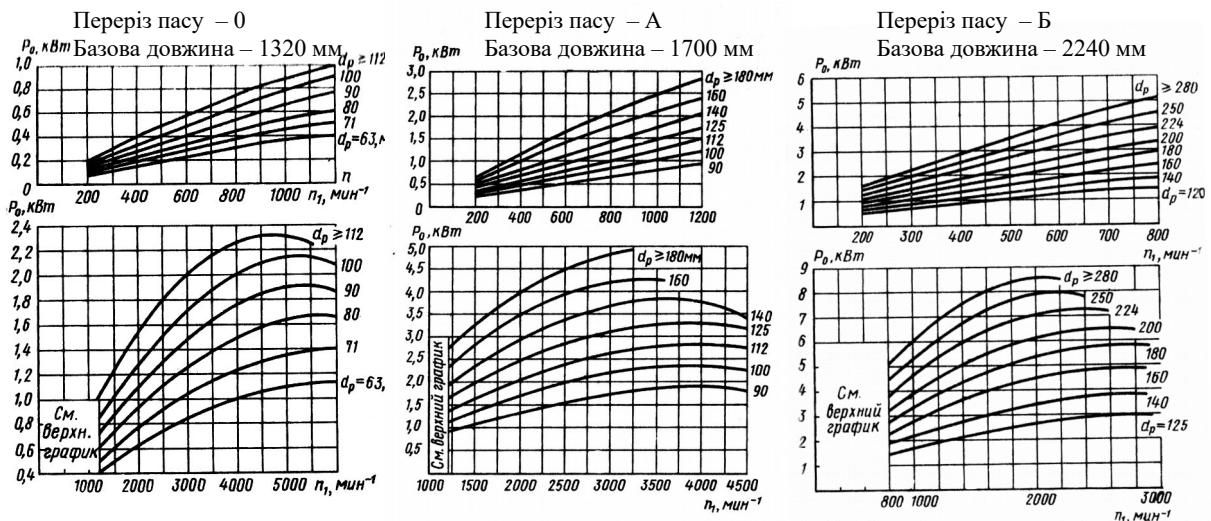 Переріз пасу – 0
Базова довжина – 1320 мм
P₀, кВт
1,0
0,8
0,6
0,4
0,2
0
200 400 600 800 1000 n₁, мин⁻¹
dₚ≥112
100
90
80
71
dₚ=63,м
n
P₀, кВт
2,4
2,2
2,0
1,8
1,6
1,4
1,2
1,0
0,8
0,6
0,4
dₚ≥112
100
90
80
71
dₚ=63,
См.
верхн.
график
1000 2000 3000 4000 5000 n₁, мин⁻¹
Переріз пасу – А
Базова довжина – 1700 мм
P₀, кВт
3,0
2,5
2,0
1,5
1,0
0,5
0
dₚ≥180мм
160
140
125
112
100
90
200 400 600 800 1000 1200
n₁, мин⁻¹
P₀, кВт
5,0
4,5
4,0
3,5
3,0
2,5
2,0
1,5
1,0
0,5
0
dₚ≥180мм
160
140
125
112
100
90
См. верхний график
1000 1500 2000 2500 3000 3500 4000 4500
n₁, мин⁻¹
Переріз пасу – Б
Базова довжина – 2240 мм
P₀, кВт
6
5
4
3
2
1
dₚ ≥280
250
224
200
180
160
140
dₚ=120
200 300 400 500 600 700 800
n₁, мин⁻¹
P₀, кВт
9
8
7
6
5
4
3
2
1
dₚ≥280
250
224
200
180
160
140
dₚ=125
См.
верхний
график
800 1000 2000 3000
n₁, мин⁻¹